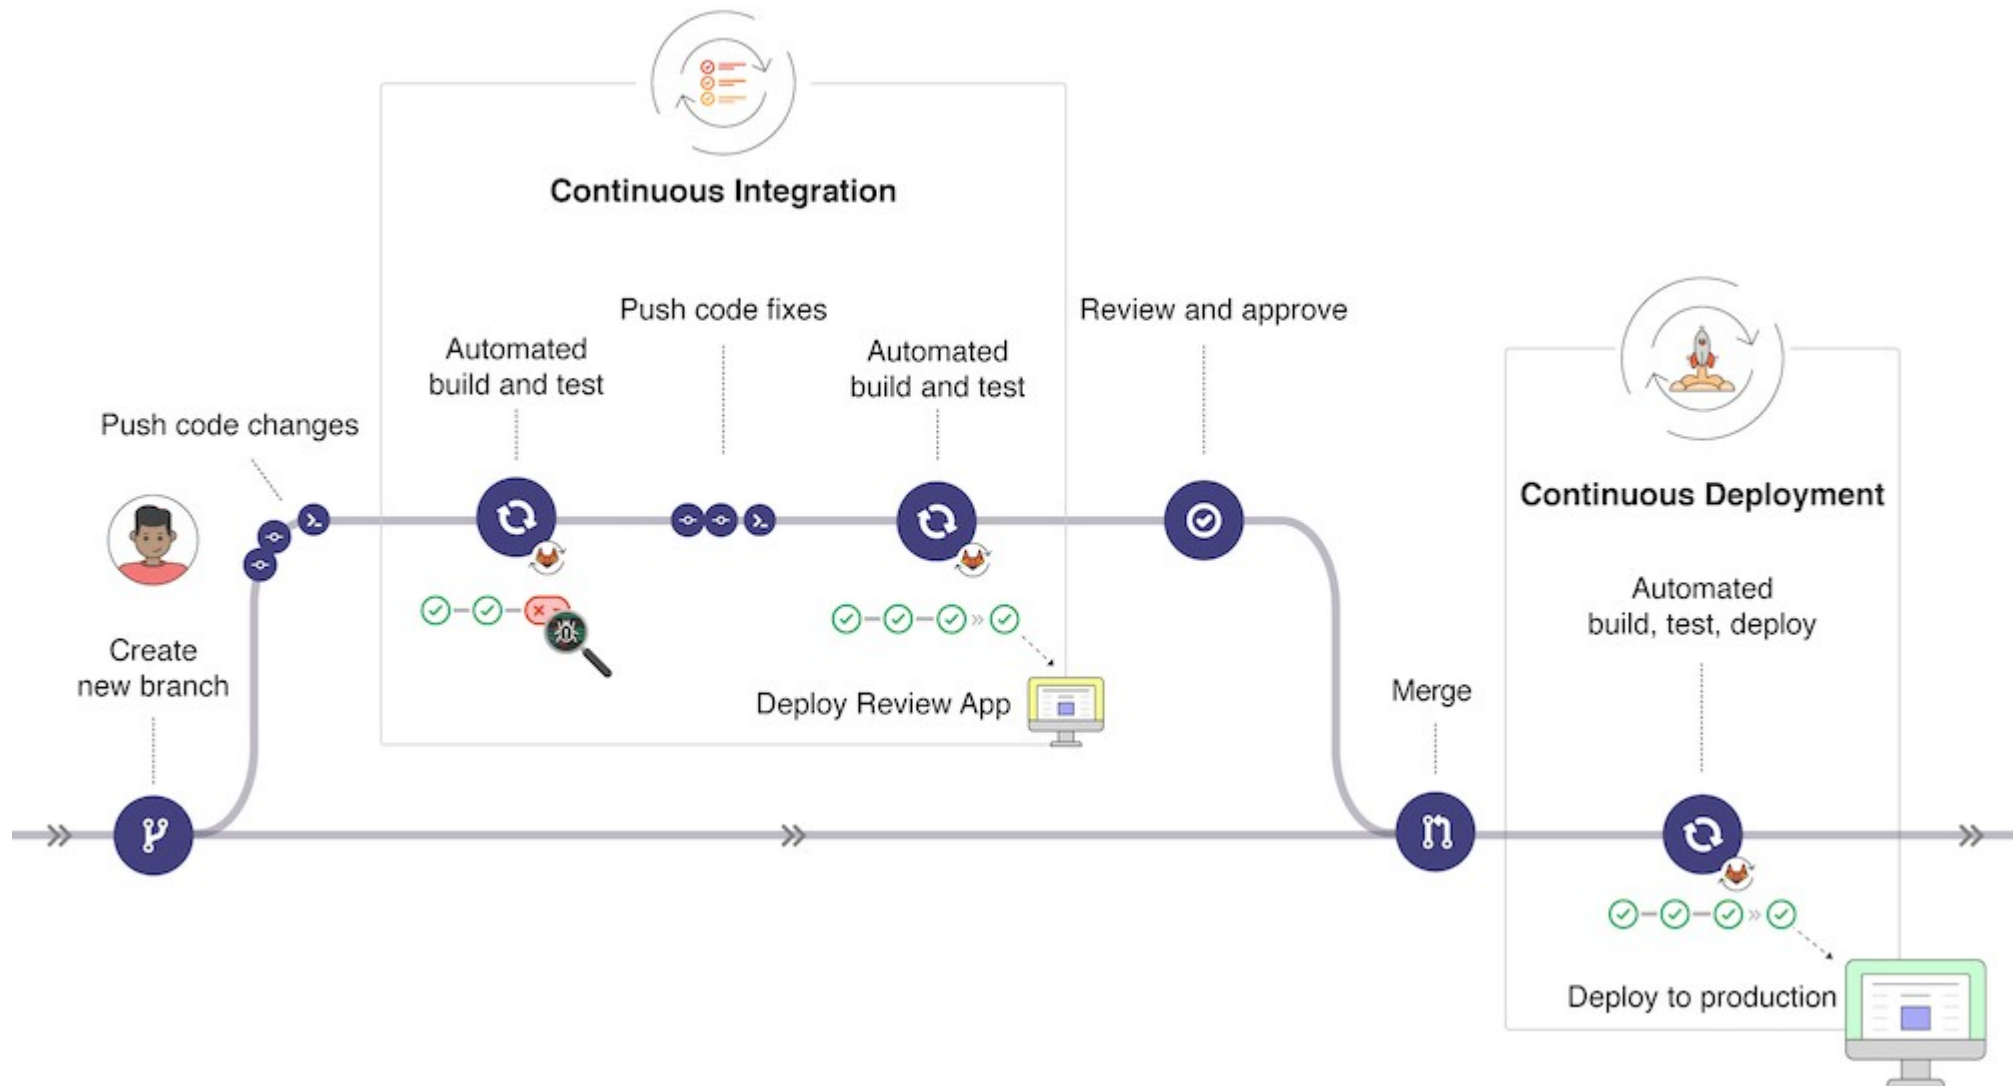 Continuous Integration
Push code fixes
Review and approve
Automated
build and test
Automated
build and test
Push code changes
Continuous Deployment
Automated
build, test, deploy
Create
new branch
Merge
Deploy Review App
Deploy to production